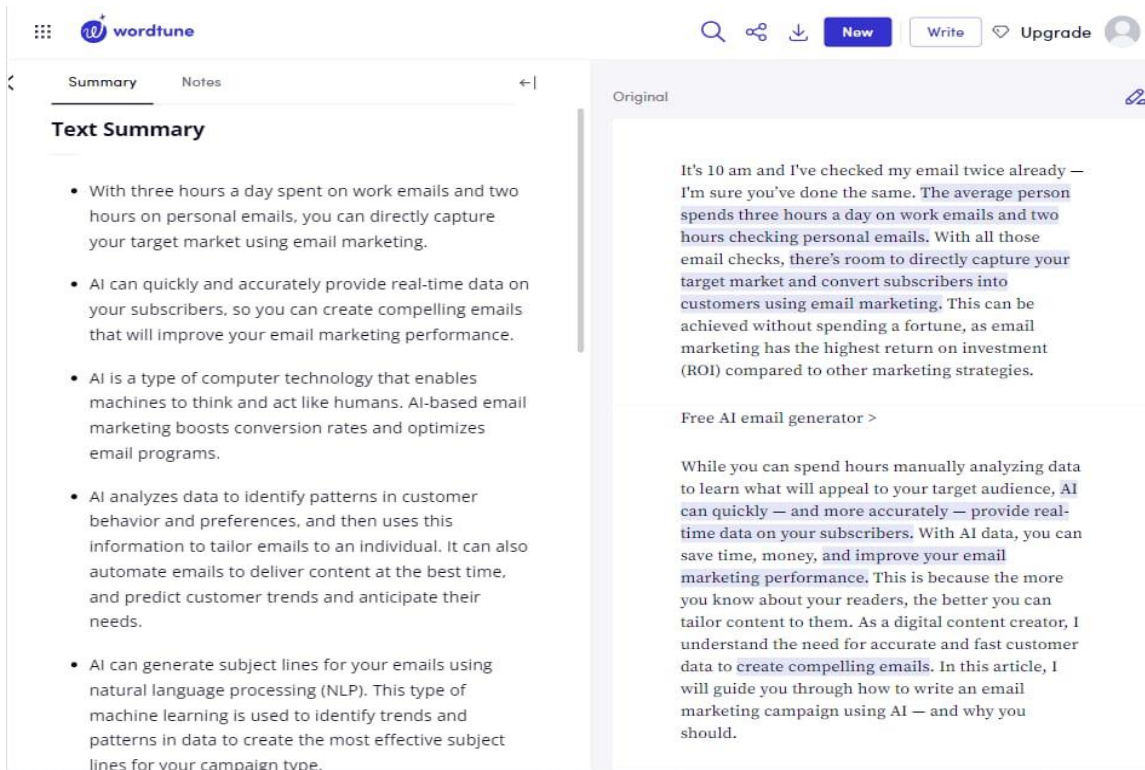 wordtune
New
Write
Upgrade
Summary
Notes
Text Summary
• With three hours a day spent on work emails and two
hours on personal emails, you can directly capture
your target market using email marketing.
• AI can quickly and accurately provide real-time data on
your subscribers, so you can create compelling emails
that will improve your email marketing performance.
• AI is a type of computer technology that enables
machines to think and act like humans. AI-based email
marketing boosts conversion rates and optimizes
email programs.
• AI analyzes data to identify patterns in customer
behavior and preferences, and then uses this
information to tailor emails to an individual. It can also
automate emails to deliver content at the best time,
and predict customer trends and anticipate their
needs.
• AI can generate subject lines for your emails using
natural language processing (NLP). This type of
machine learning is used to identify trends and
patterns in data to create the most effective subject
lines for your campaign type.
Original
It's 10 am and I've checked my email twice already —
I'm sure you've done the same. The average person
spends three hours a day on work emails and two
hours checking personal emails. With all those
email checks, there's room to directly capture your
target market and convert subscribers into
customers using email marketing. This can be
achieved without spending a fortune, as email
marketing has the highest return on investment
(ROI) compared to other marketing strategies.
Free AI email generator >
While you can spend hours manually analyzing data
to learn what will appeal to your target audience, AI
can quickly — and more accurately — provide real-
time data on your subscribers. With AI data, you can
save time, money, and improve your email
marketing performance. This is because the more
you know about your readers, the better you can
tailor content to them. As a digital content creator, I
understand the need for accurate and fast customer
data to create compelling emails. In this article, I
will guide you through how to write an email
marketing campaign using AI — and why you
should.